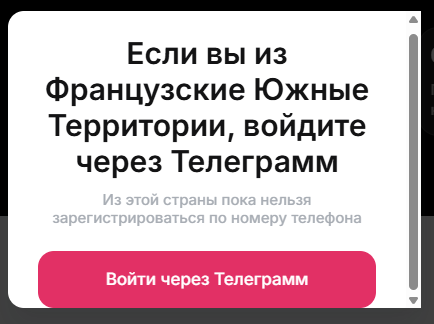 Если вы из
Французские Южные
Территории, войдите
через Телеграмм
Из этой страны пока нельзя
зарегистрироваться по номеру телефона
Войти через Телеграмм